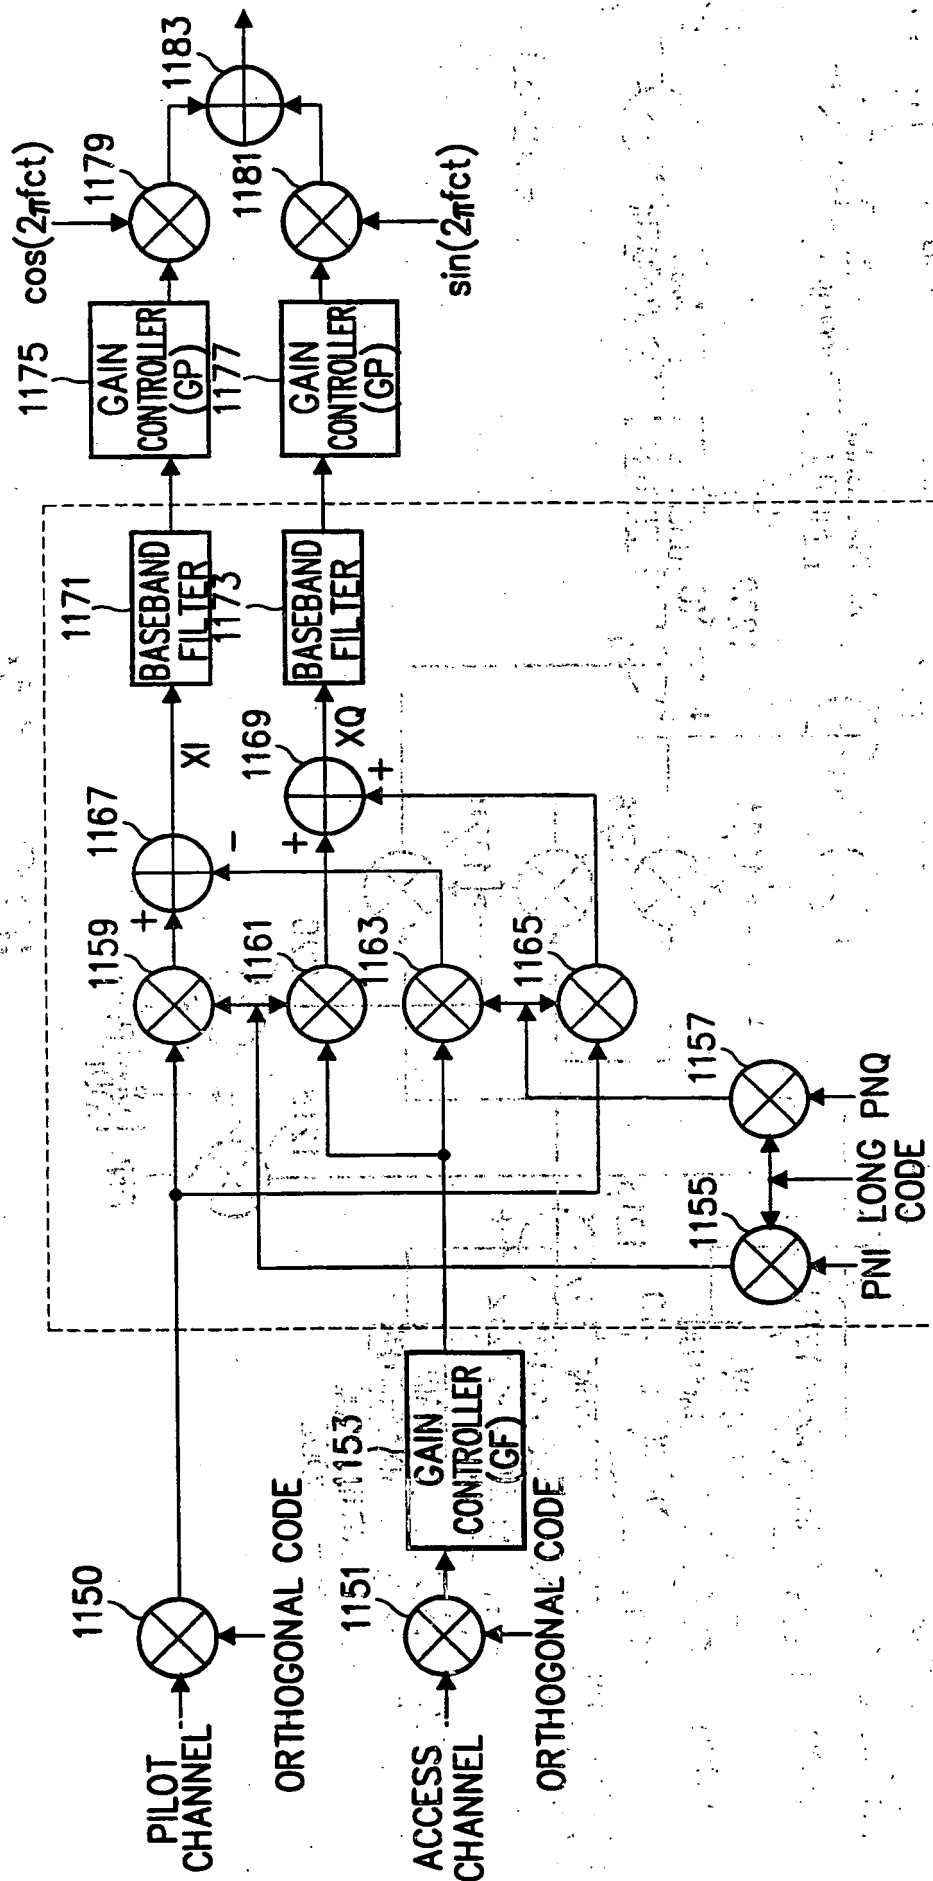 PILOT
CHANNEL
1150
ORTHOGONAL CODE
ACCESS
CHANNEL
1151
ORTHOGONAL CODE
1153
GAIN
CONTROLLER
(GF)
1155
PNI
LONG
CODE
1157
PNQ
1159
1161
1163
1165
1167
+
-
XI
1169
+
+
XQ
1171
BASEBAND
FILTER
1173
BASEBAND
FILTER
1175
GAIN
CONTROLLER
(GP)
1177
GAIN
CONTROLLER
(GP)
cos(2πfct)
1179
1181
sin(2πfct)
1183